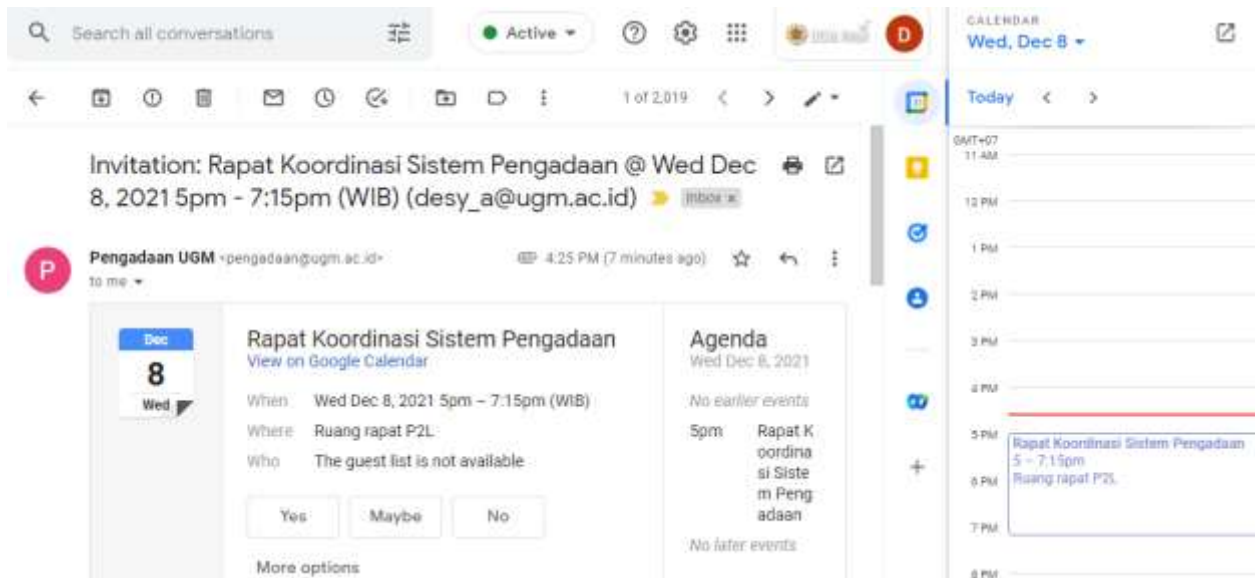 Search all conversations
Active
Invitation: Rapat Koordinasi Sistem Pengadaan @ Wed Dec
8, 2021 5pm - 7:15pm (WIB) (desy_a@ugm.ac.id)
Inbox x
1 of 2,019
P
Pengadaan UGM <pengadaan@ugm.ac.id>
4:25 PM (7 minutes ago)
to me
Dec
8
Wed
Rapat Koordinasi Sistem Pengadaan
View on Google Calendar
When Wed Dec 8, 2021 5pm – 7:15pm (WIB)
Where Ruang rapat P2L
Who The guest list is not available
Yes
Maybe
No
More options
Agenda
Wed Dec 8, 2021
No earlier events
5pm Rapat K
oordina
si Siste
m Peng
adaan
No later events
D
CALENDAR
Wed, Dec 8
Today
GMT+07
11 AM
12 PM
1 PM
2 PM
3 PM
4 PM
5 PM
Rapat Koordinasi Sistem Pengadaan
5 – 7:15pm
6 PM
Ruang rapat P2L
7 PM
8 PM